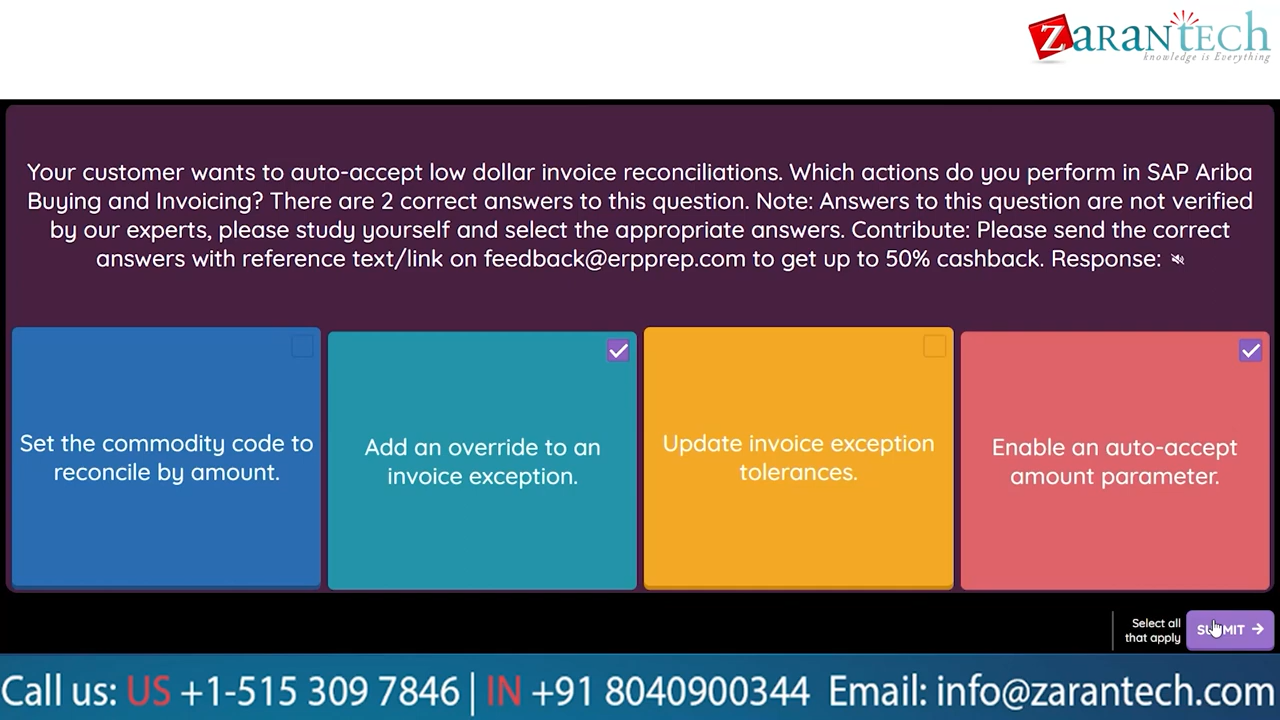 ZARANTECH
knowledge is Everything
Your customer wants to auto-accept low dollar invoice reconciliations. Which actions do you perform in SAP Ariba
Buying and Invoicing? There are 2 correct answers to this question. Note: Answers to this question are not verified
by our experts, please study yourself and select the appropriate answers. Contribute: Please send the correct
answers with reference text/link on feedback@erpprep.com to get up to 50% cashback. Response:
Set the commodity code to
reconcile by amount.
Add an override to an
invoice exception.
Update invoice exception
tolerances.
Enable an auto-accept
amount parameter.
Select all
that apply
SUBMIT
Call us: US +1-515 309 7846 | IN +91 8040900344 Email: info@zarantech.com